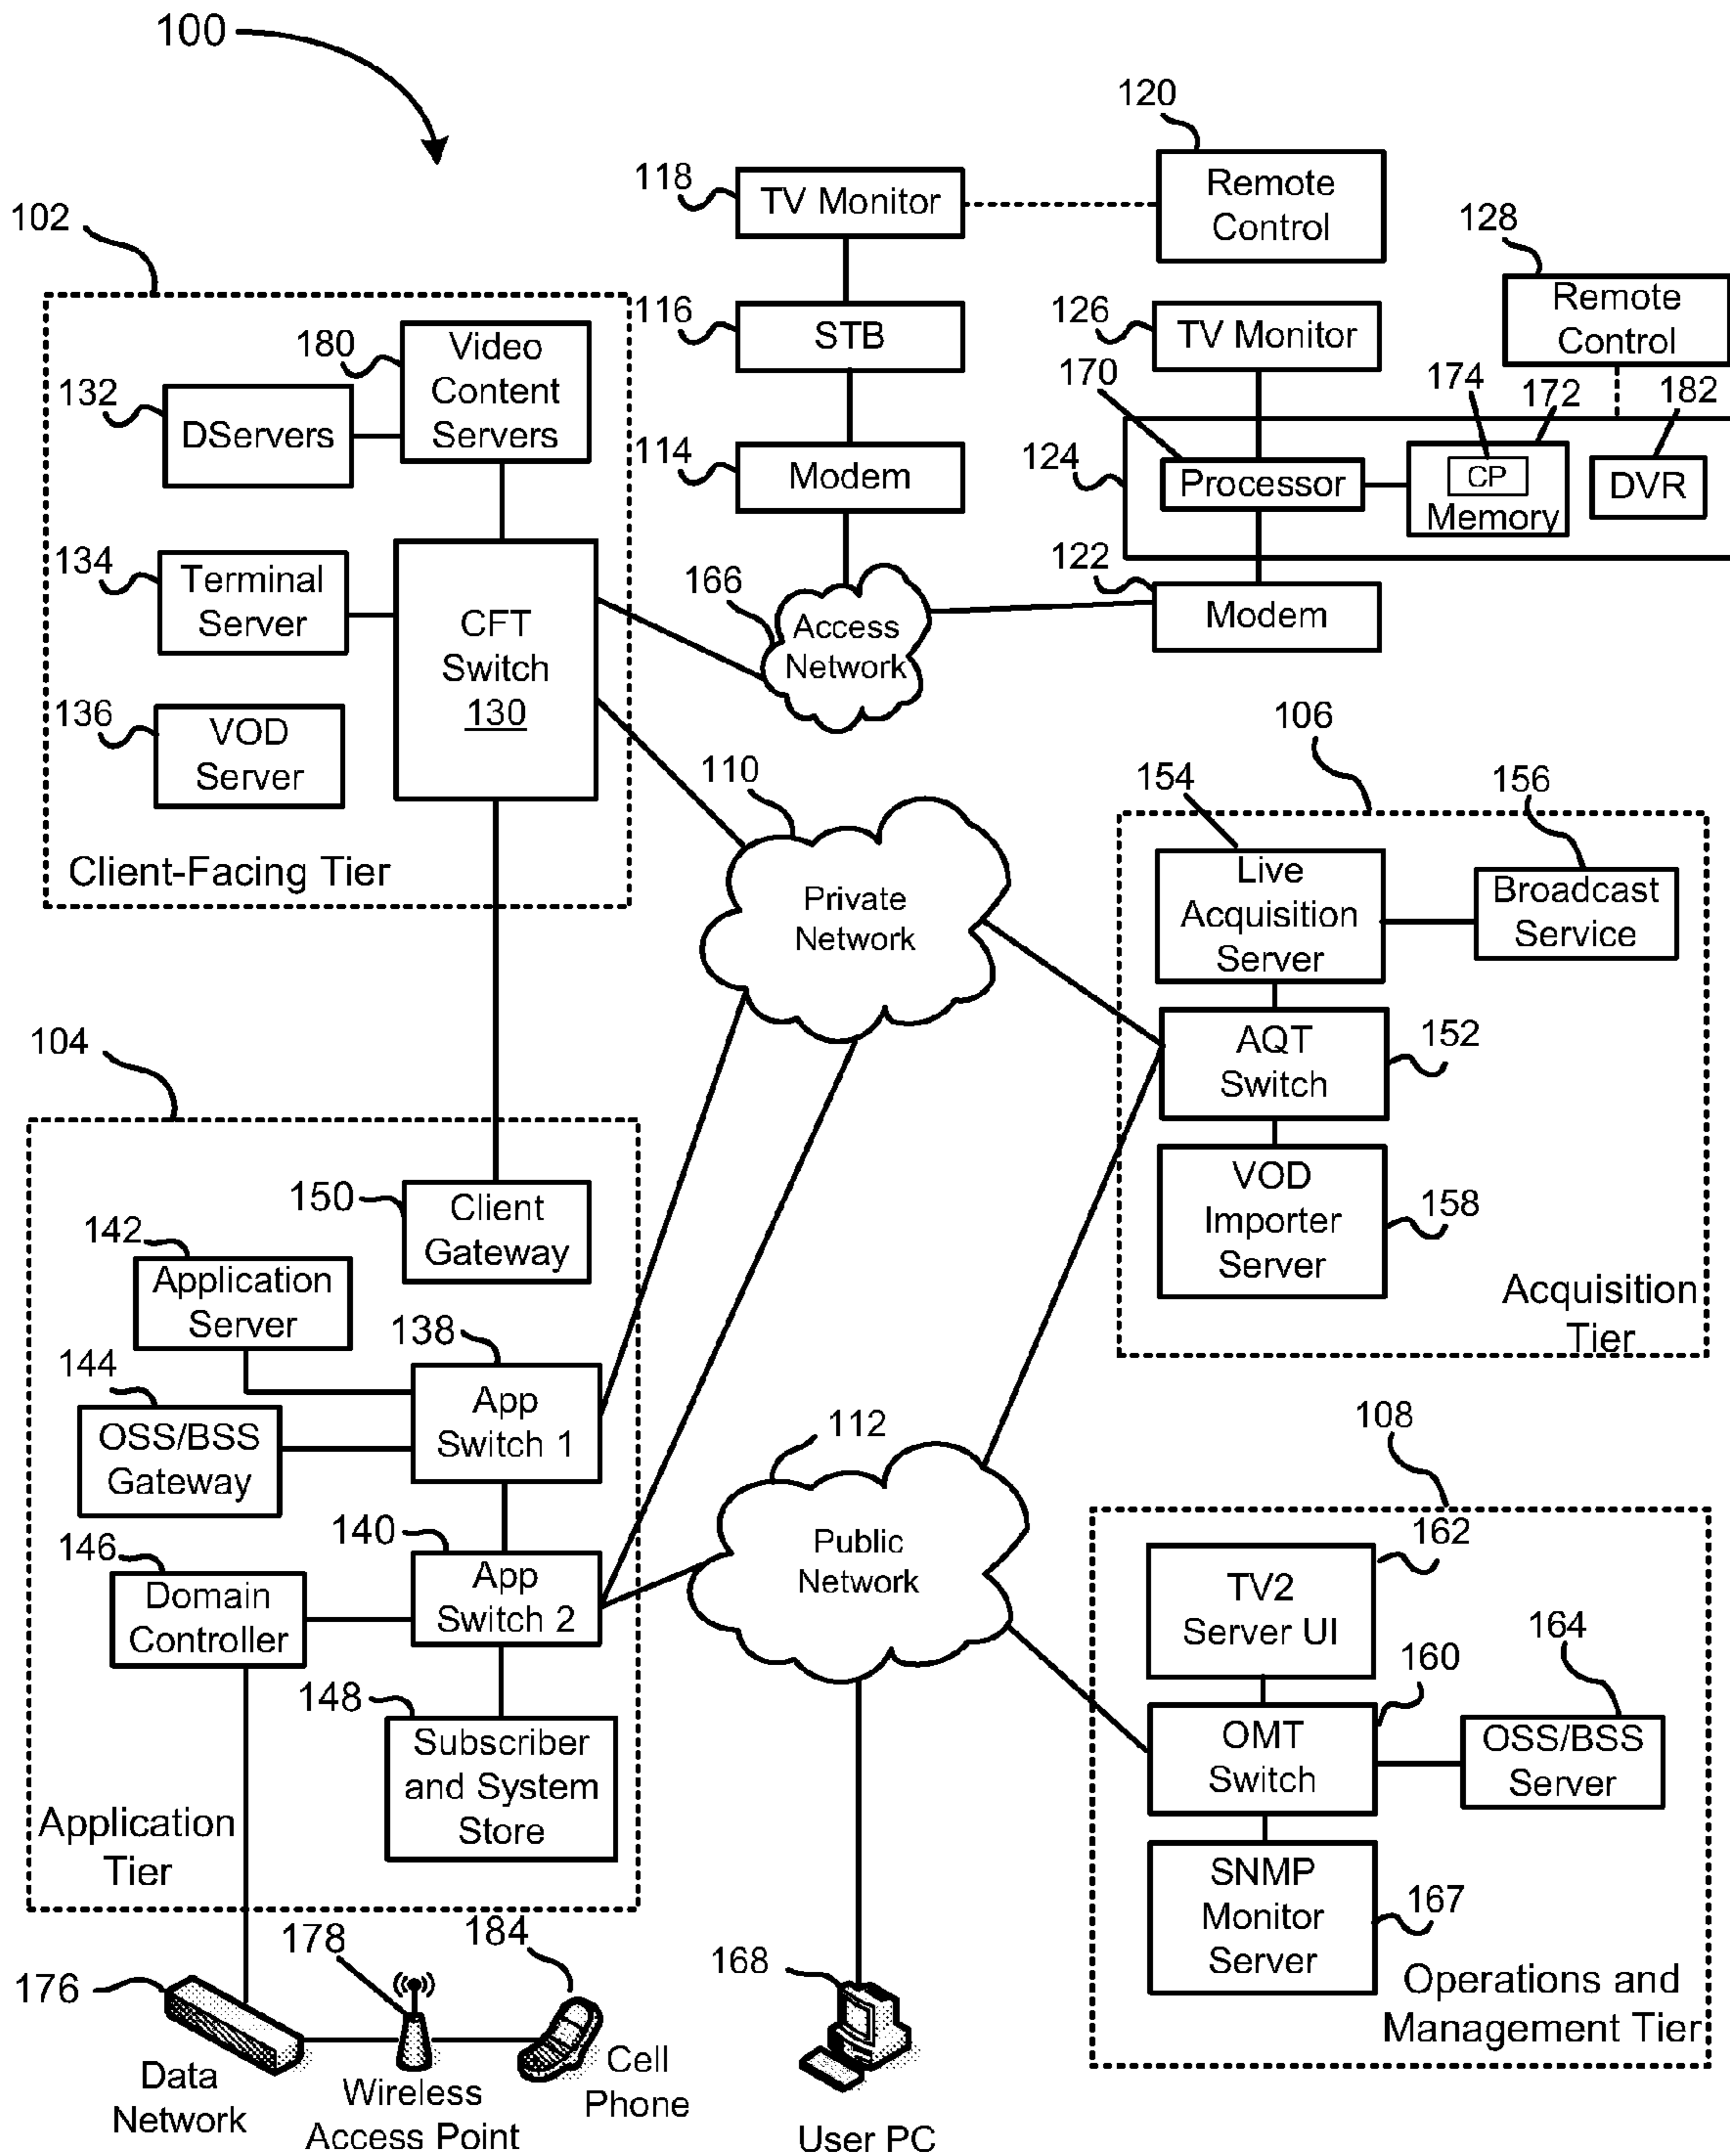 100
120
118
TV Monitor
Remote
Control
102
128
Remote
Control
116
STB
126
TV Monitor
180
Video
Content
Servers
170
174
172
182
132
DServers
114
Modem
124
Processor
CP
Memory
DVR
134
Terminal
Server
CFT
Switch
130
166
Access
Network
122
Modem
136
VOD
Server
106
110
154
156
Client-Facing Tier
Private
Network
Live
Acquisition
Server
Broadcast
Service
104
AQT
Switch
152
150
Client
Gateway
VOD
Importer
Server
158
142
Application
Server
Acquisition
Tier
138
144
App
Switch 1
OSS/BSS
Gateway
112
108
140
Public
Network
162
146
App
Switch 2
TV2
Server UI
Domain
Controller
164
160
148
Subscriber
and System
Store
OMT
Switch
OSS/BSS
Server
Application
Tier
SNMP
Monitor
Server
167
178
184
168
176
Operations and
Management Tier
Data
Network
Wireless
Access Point
Cell
Phone
User PC